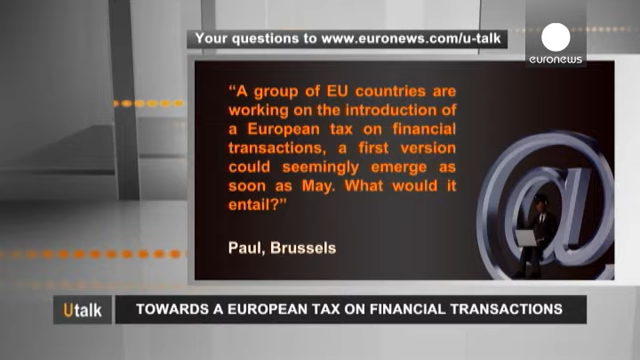 Your questions to www.euronews.com/u-talk
euronews
“A group of EU countries are
working on the introduction of
a European tax on financial
transactions, a first version
could seemingly emerge as
soon as May. What would it
entail?”
Paul, Brussels
Utalk
TOWARDS A EUROPEAN TAX ON FINANCIAL TRANSACTIONS